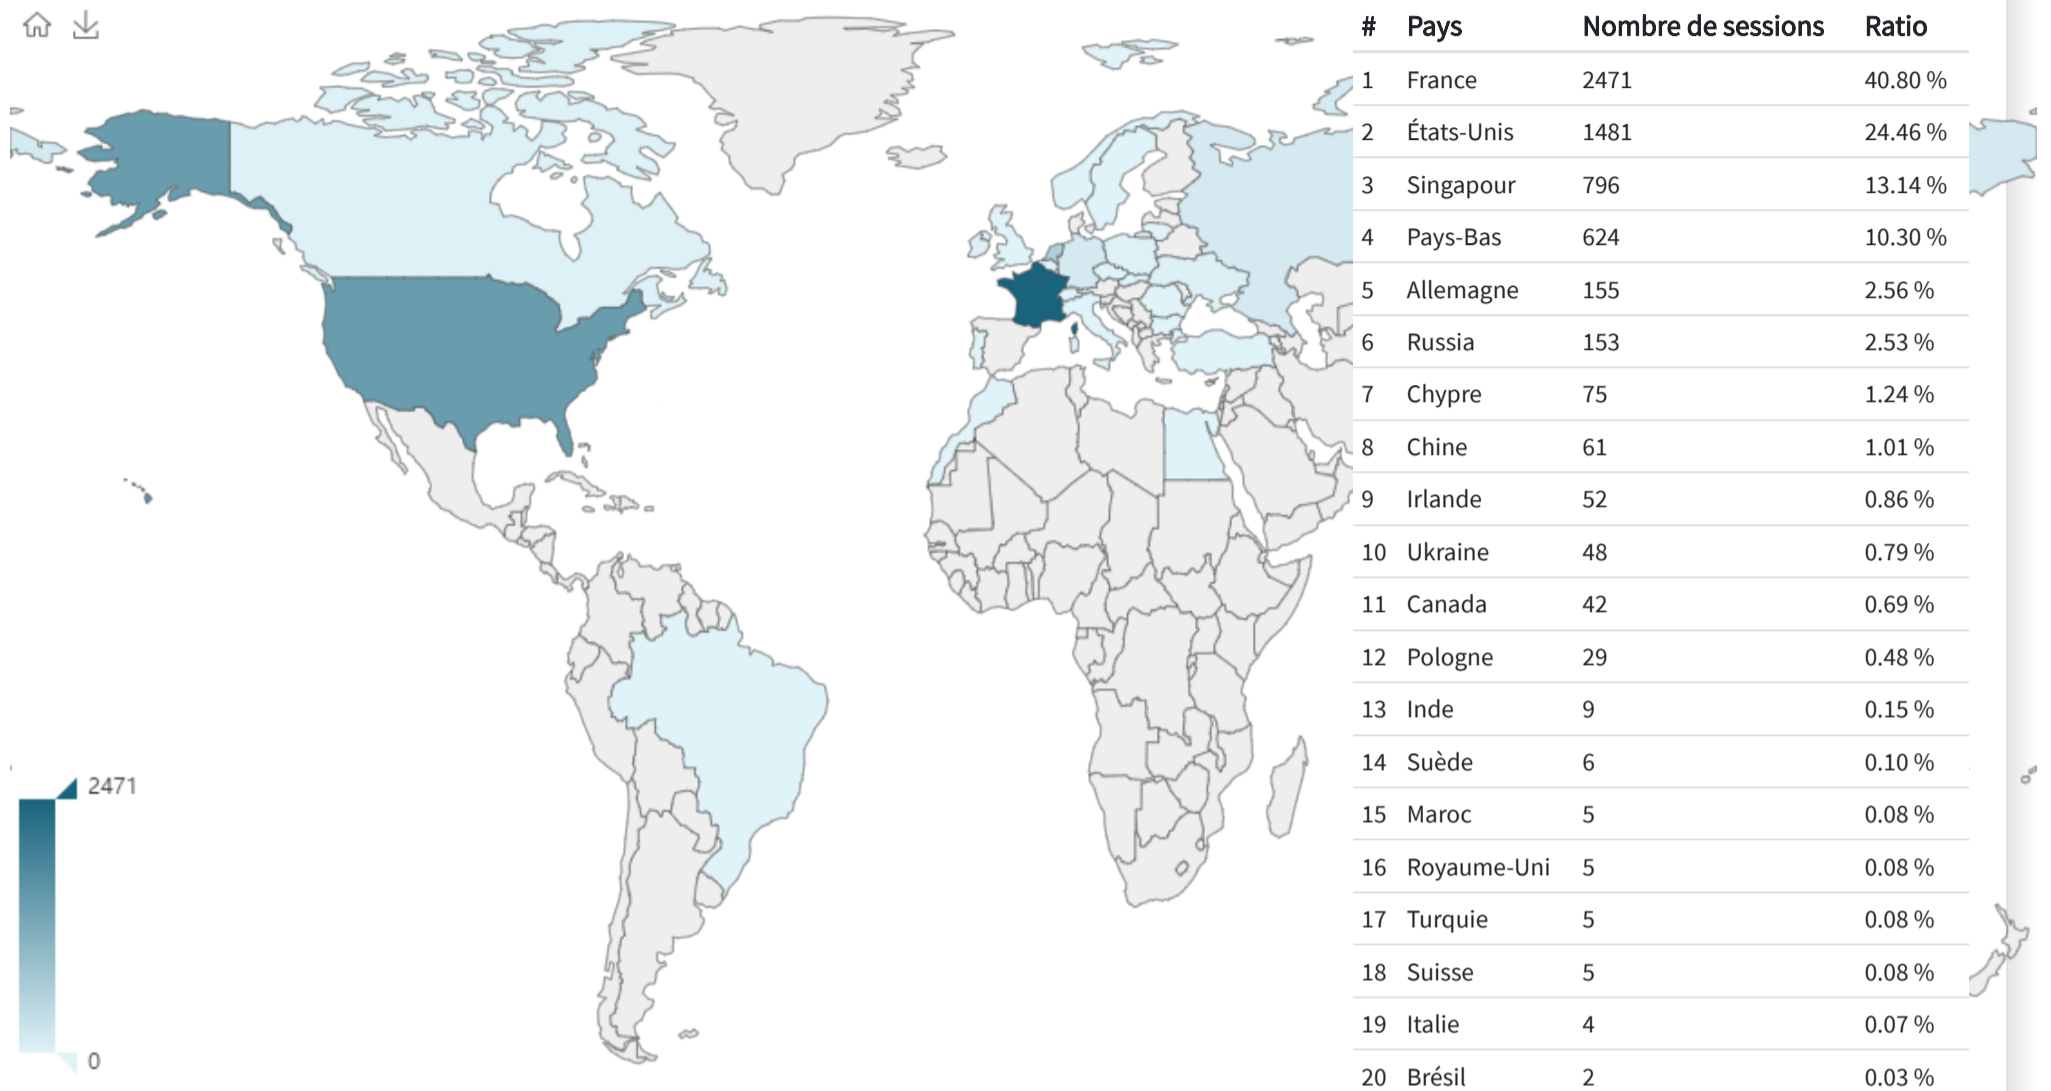 # Pays Nombre de sessions Ratio
1 France 2471 40.80 %
2 États-Unis 1481 24.46 %
3 Singapour 796 13.14 %
4 Pays-Bas 624 10.30 %
5 Allemagne 155 2.56 %
6 Russia 153 2.53 %
7 Chypre 75 1.24 %
8 Chine 61 1.01 %
9 Irlande 52 0.86 %
10 Ukraine 48 0.79 %
11 Canada 42 0.69 %
12 Pologne 29 0.48 %
13 Inde 9 0.15 %
14 Suède 6 0.10 %
15 Maroc 5 0.08 %
16 Royaume-Uni 5 0.08 %
17 Turquie 5 0.08 %
18 Suisse 5 0.08 %
19 Italie 4 0.07 %
20 Brésil 2 0.03 %
2471
0